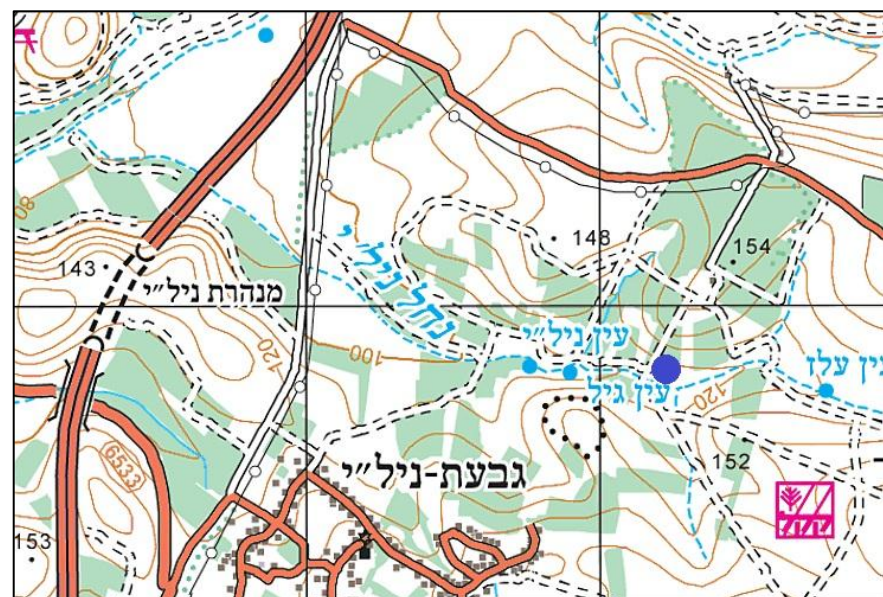 148
154
143
נחל ניל״י
מנהרת ניל״י
80
120
100
עין ניל״י
עין עלז
עין גיל
120
6533
גבעת-ניל״י
152
153